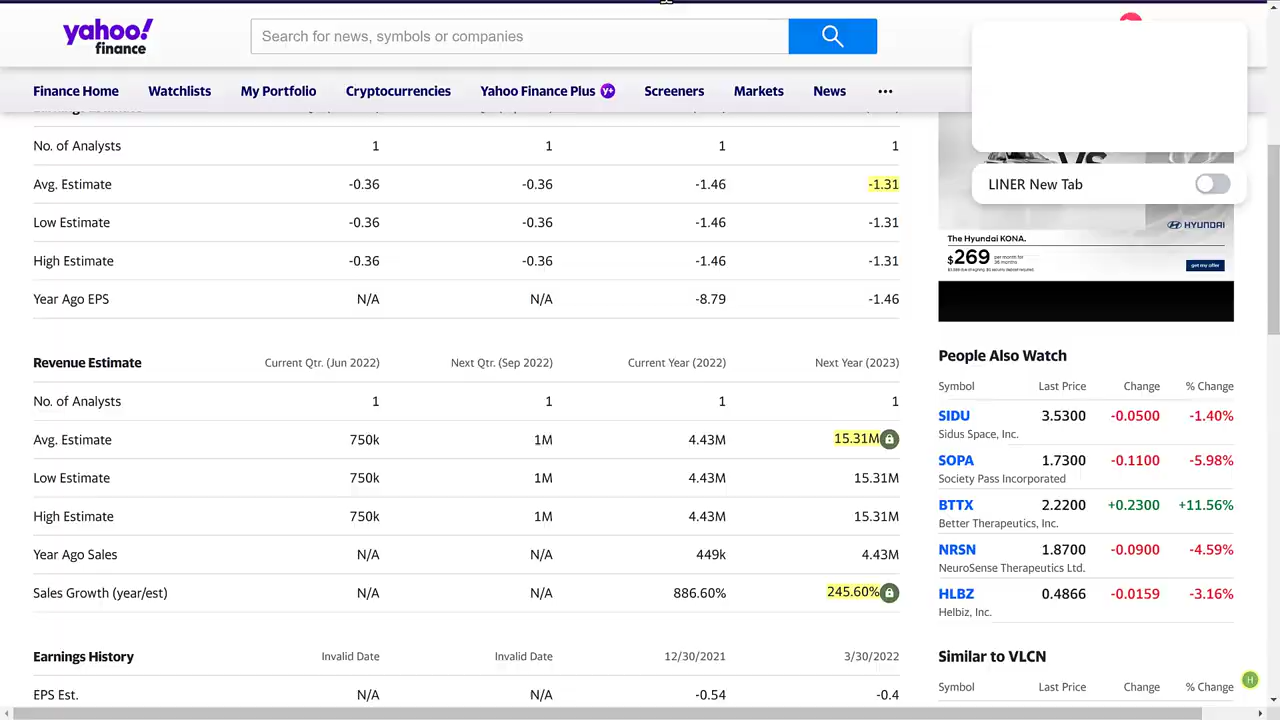 yahoo!
finance
Search for news, symbols or companies
Finance Home Watchlists My Portfolio Cryptocurrencies Yahoo Finance Plus Y+ Screeners Markets News •••
No. of Analysts 1 1 1 1
Avg. Estimate -0.36 -0.36 -1.46 -1.31
Low Estimate -0.36 -0.36 -1.46 -1.31
High Estimate -0.36 -0.36 -1.46 -1.31
Year Ago EPS N/A N/A -8.79 -1.46
Revenue Estimate Current Qtr. (Jun 2022) Next Qtr. (Sep 2022) Current Year (2022) Next Year (2023)
No. of Analysts 1 1 1 1
Avg. Estimate 750k 1M 4.43M 15.31M
Low Estimate 750k 1M 4.43M 15.31M
High Estimate 750k 1M 4.43M 15.31M
Year Ago Sales N/A N/A 449k 4.43M
Sales Growth (year/est) N/A N/A 886.60% 245.60%
Earnings History Invalid Date Invalid Date 12/30/2021 3/30/2022
EPS Est. N/A N/A -0.54 -0.4
VS
LINER New Tab
HYUNDAI
The Hyundai KONA.
$269 per month for
36 months
get my offer
People Also Watch
Symbol Last Price Change % Change
SIDU 3.5300 -0.0500 -1.40%
Sidus Space, Inc.
SOPA 1.7300 -0.1100 -5.98%
Society Pass Incorporated
BTTX 2.2200 +0.2300 +11.56%
Better Therapeutics, Inc.
NRSN 1.8700 -0.0900 -4.59%
NeuroSense Therapeutics Ltd.
HLBZ 0.4866 -0.0159 -3.16%
Helbiz, Inc.
Similar to VLCN
Symbol Last Price Change % Change
H